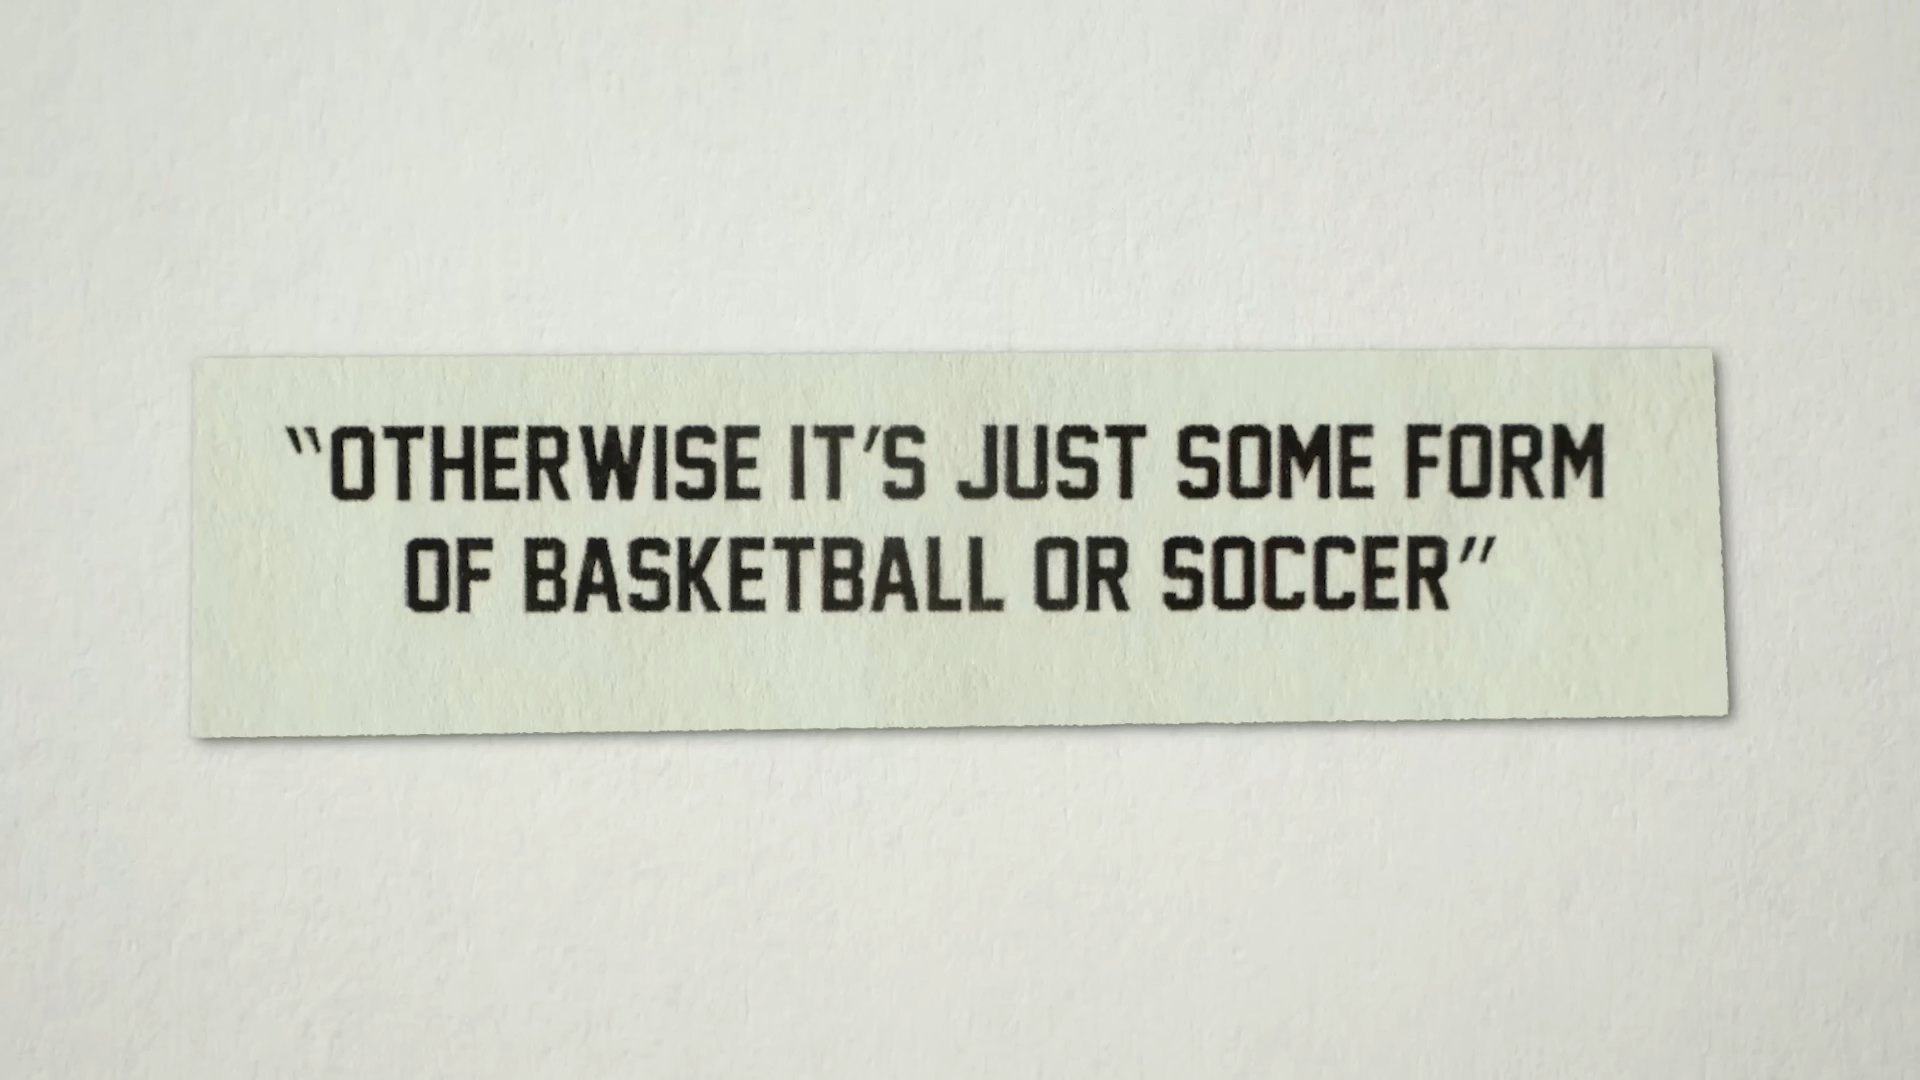 “OTHERWISE IT'S JUST SOME FORM
OF BASKETBALL OR SOCCER”